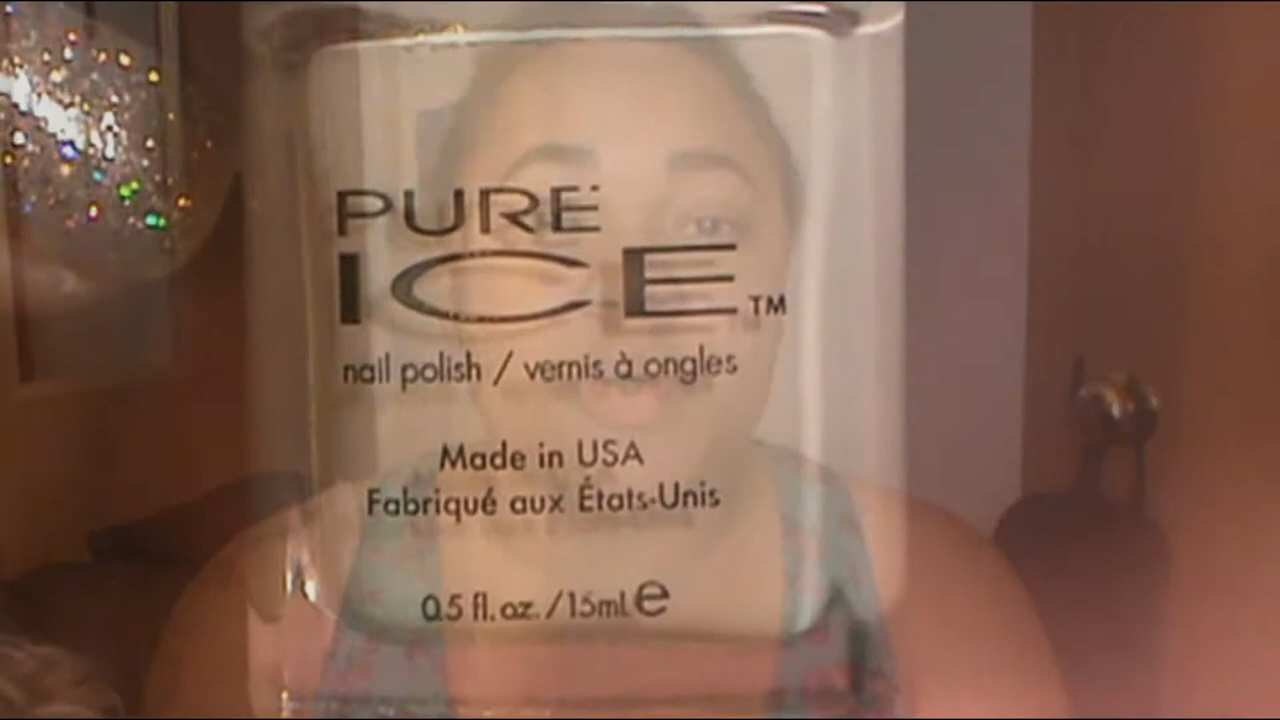 PURE
ICE™
nail polish / vernis à ongles
Made in USA
Fabriqué aux États-Unis
0.5 fl. oz. / 15ml e